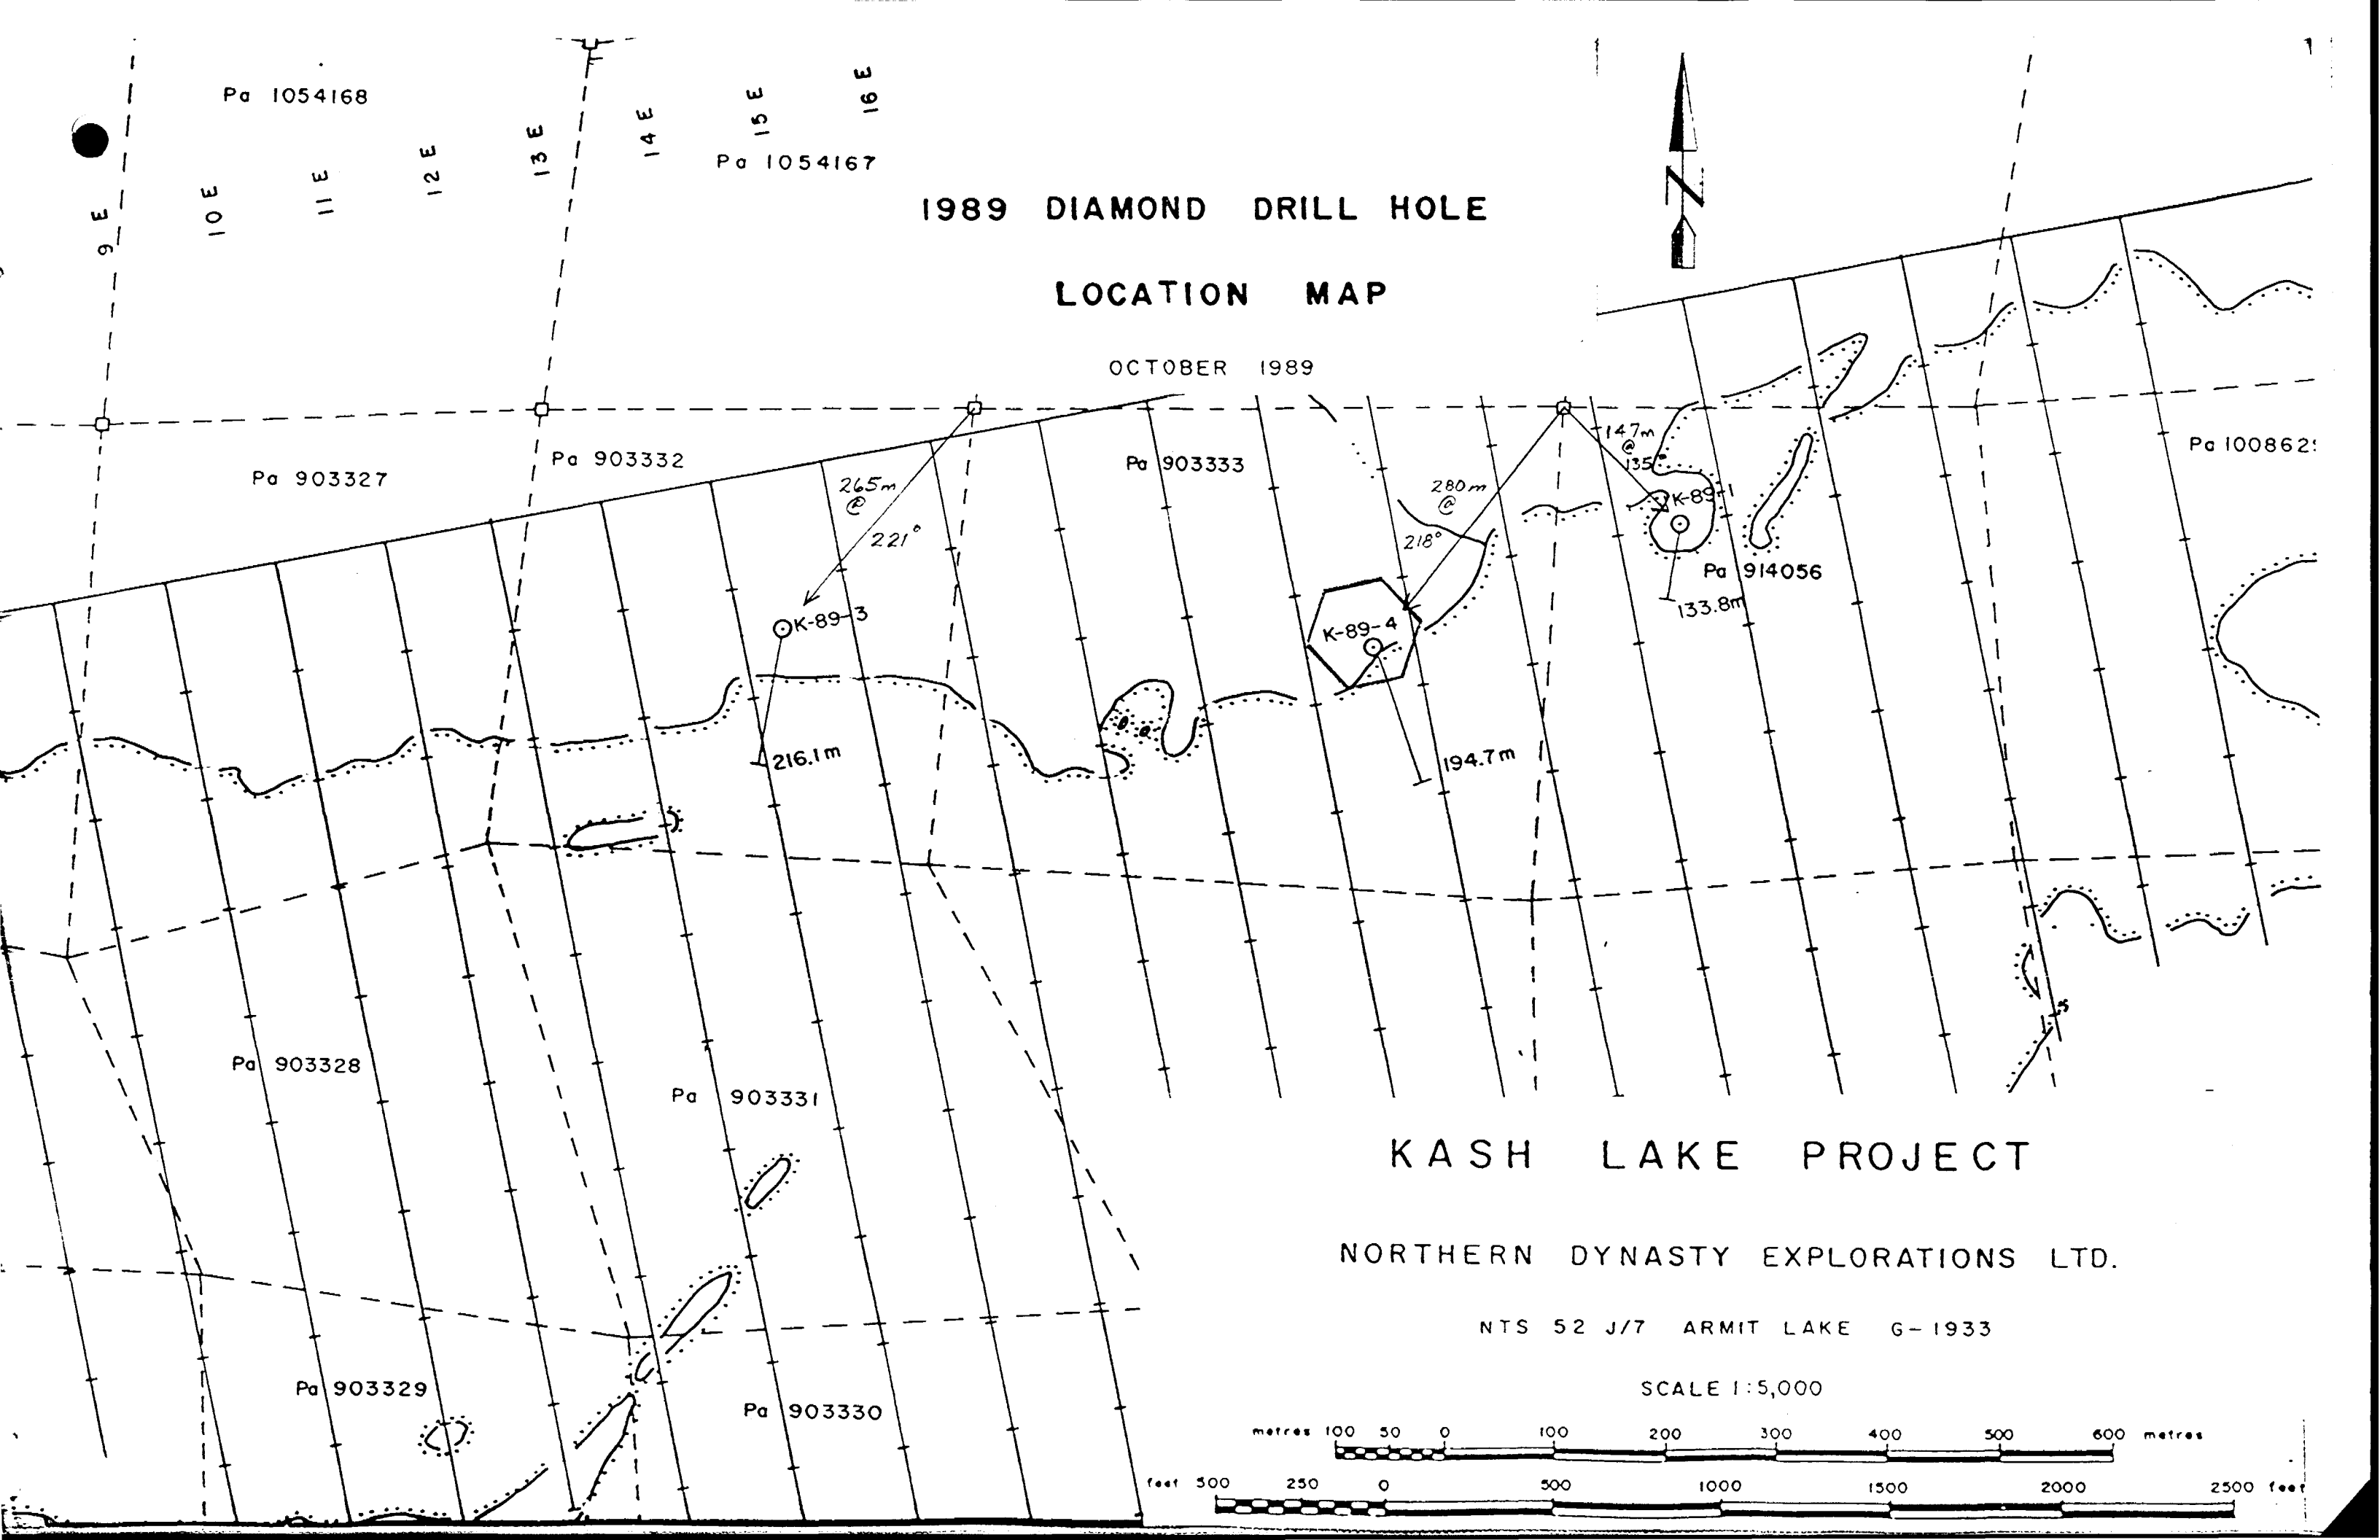 Pa 1054168
9 E
10 E
11 E
12 E
13 E
14 E
15 E
16 E
Pa 1054167
1989 DIAMOND DRILL HOLE
LOCATION MAP
OCTOBER 1989
N
Pa 903327
Pa 903332
Pa 903333
265m
@
221°
280m
@
218°
147m
@
135°
K-89-1
Pa 914056
133.8m
K-89-3
216.1m
K-89-4
194.7m
Pa 903328
Pa 903331
Pa 903329
Pa 903330
KASH LAKE PROJECT
NORTHERN DYNASTY EXPLORATIONS LTD.
NTS 52 J/7 ARMIT LAKE G-1933
SCALE 1:5,000
metres 100 50 0 100 200 300 400 500 600 metres
feet 500 250 0 500 1000 1500 2000 2500 feet